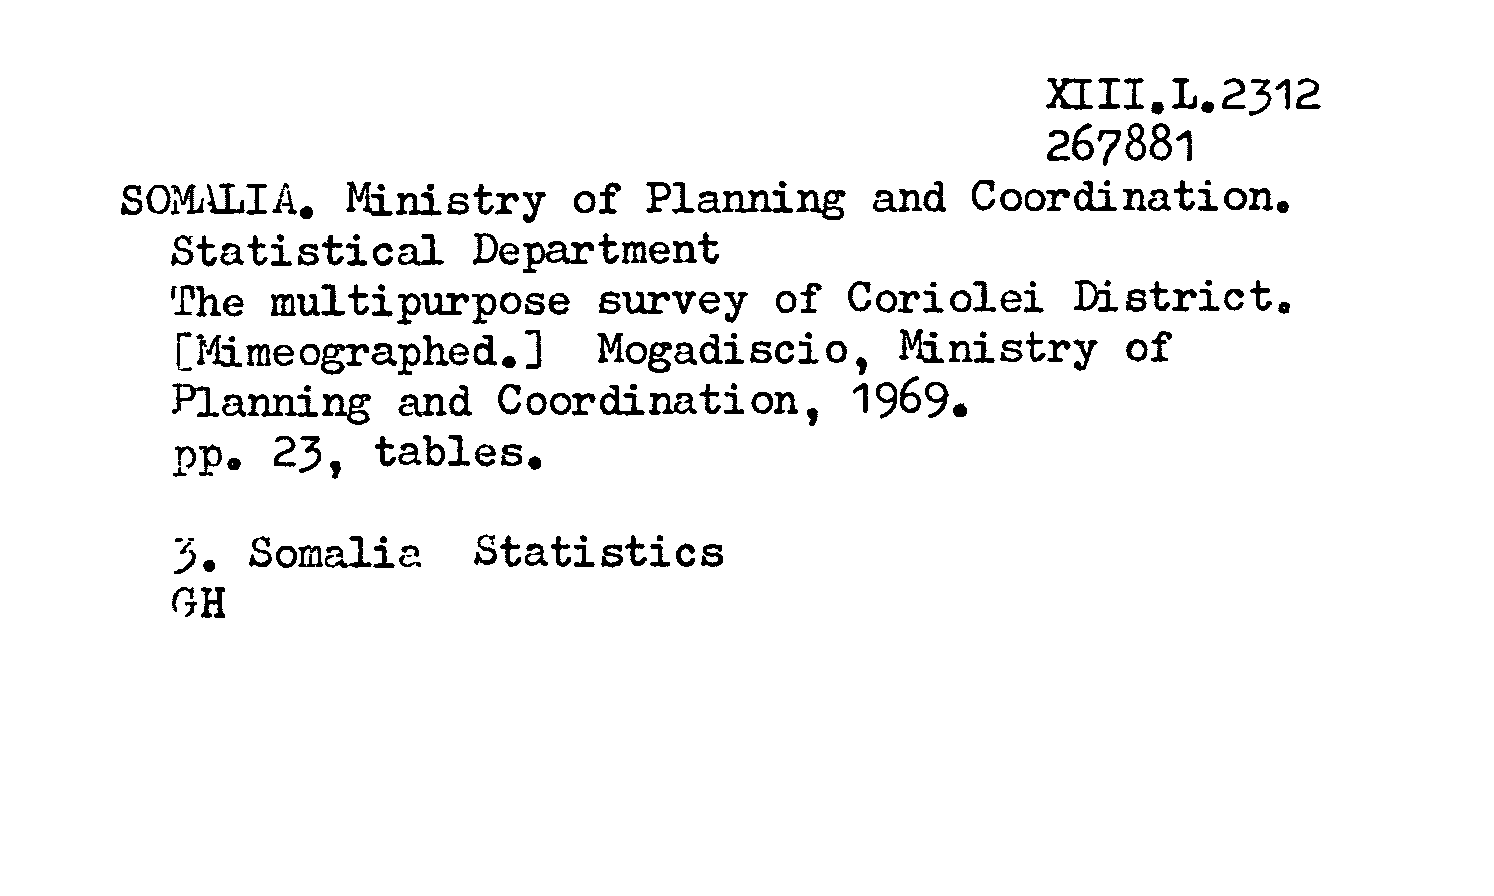 XIII.L.2312
267881
SOMALIA. Ministry of Planning and Coordination.
Statistical Department
The multipurpose survey of Coriolei District.
[Mimeographed.] Mogadiscio, Ministry of
Planning and Coordination, 1969.
pp. 23, tables.
3. Somalia Statistics
GH